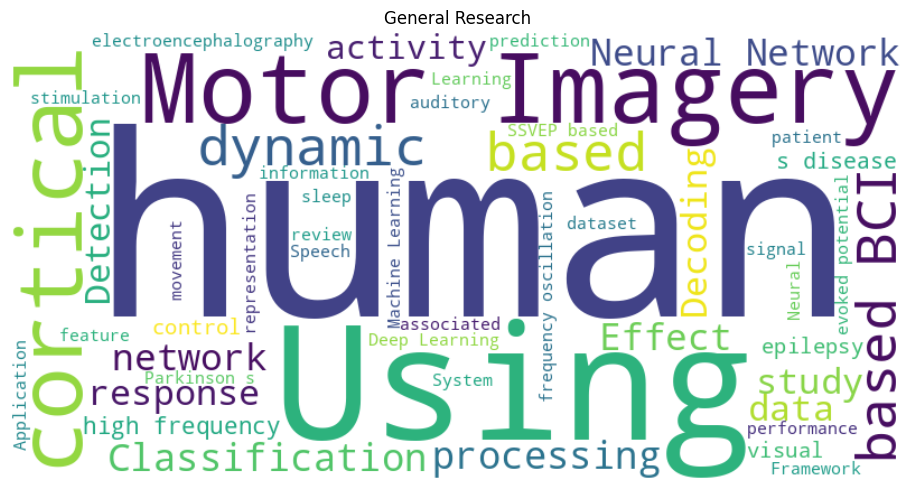 General Research
electroencephalography
activity
prediction
Neural Network
Learning
stimulation
auditory
Motor Imagery
cortical
SSVEP based
patient
dynamic
based
s disease
Detection
information
Decoding
sleep
Machine Learning
human
evoked potential
based BCI
movement
representation
review
Speech
frequency oscillation
dataset
signal
Neural
feature
control
associated
Deep Learning
Effect
epilepsy
network
Using
Parkinson s
System
study
response
data
Application
high frequency
performance
Classification
processing
visual
Framework